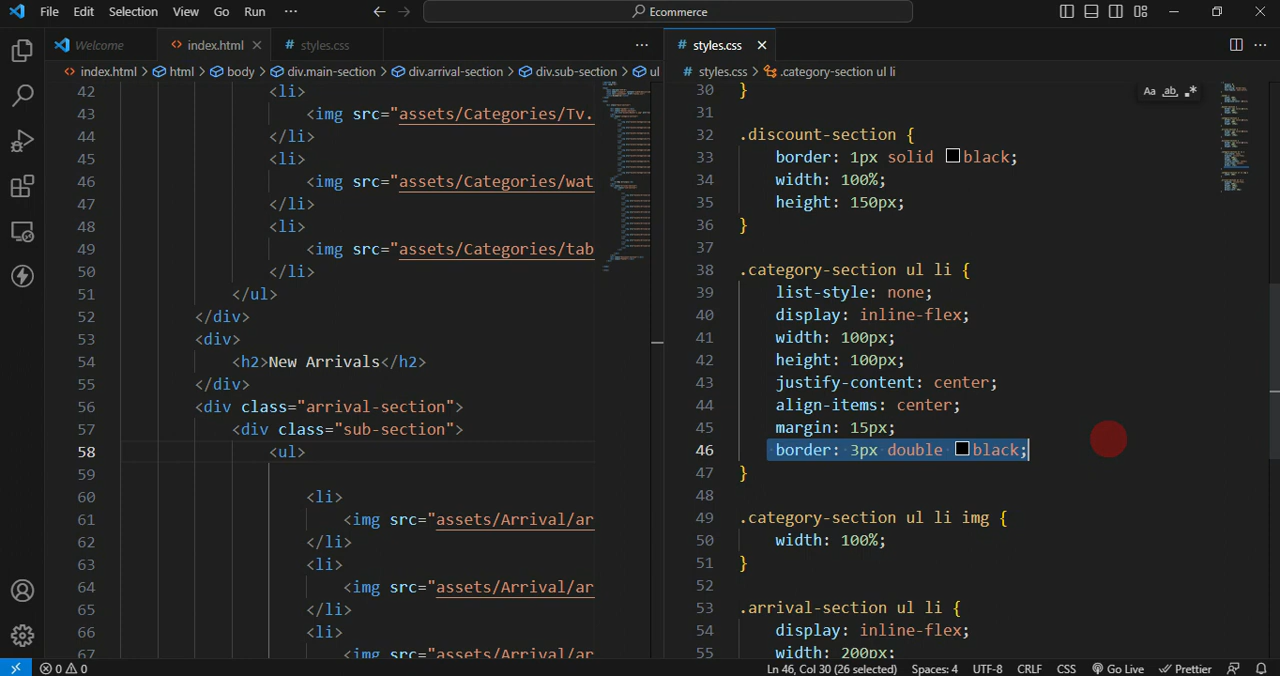 File Edit Selection View Go Run ··· Ecommerce
Welcome index.html styles.css ···
styles.css ···
index.html > html > body > div.main-section > div.arrival-section > div.sub-section > ul
# styles.css > .category-section ul li
42 <li>
43 <img src="assets/Categories/Tv.
44 </li>
45 <li>
46 <img src="assets/Categories/wat
47 </li>
48 <li>
49 <img src="assets/Categories/tab
50 </li>
51 </ul>
52 </div>
53 <div>
54 <h2>New Arrivals</h2>
55 </div>
56 <div class="arrival-section">
57 <div class="sub-section">
58 <ul>
59
60 <li>
61 <img src="assets/Arrival/ar
62 </li>
63 <li>
64 <img src="assets/Arrival/ar
65 </li>
66 <li>
67 <img src="assets/Arrival/ar
Aa ab .*
30 }
31
32 .discount-section {
33 border: 1px solid black;
34 width: 100%;
35 height: 150px;
36 }
37
38 .category-section ul li {
39 list-style: none;
40 display: inline-flex;
41 width: 100px;
42 height: 100px;
43 justify-content: center;
44 align-items: center;
45 margin: 15px;
46 border: 3px double black;
47 }
48
49 .category-section ul li img {
50 width: 100%;
51 }
52
53 .arrival-section ul li {
54 display: inline-flex;
55 width: 200px;
0 0 Ln 46, Col 30 (26 selected) Spaces: 4 UTF-8 CRLF CSS Go Live Prettier